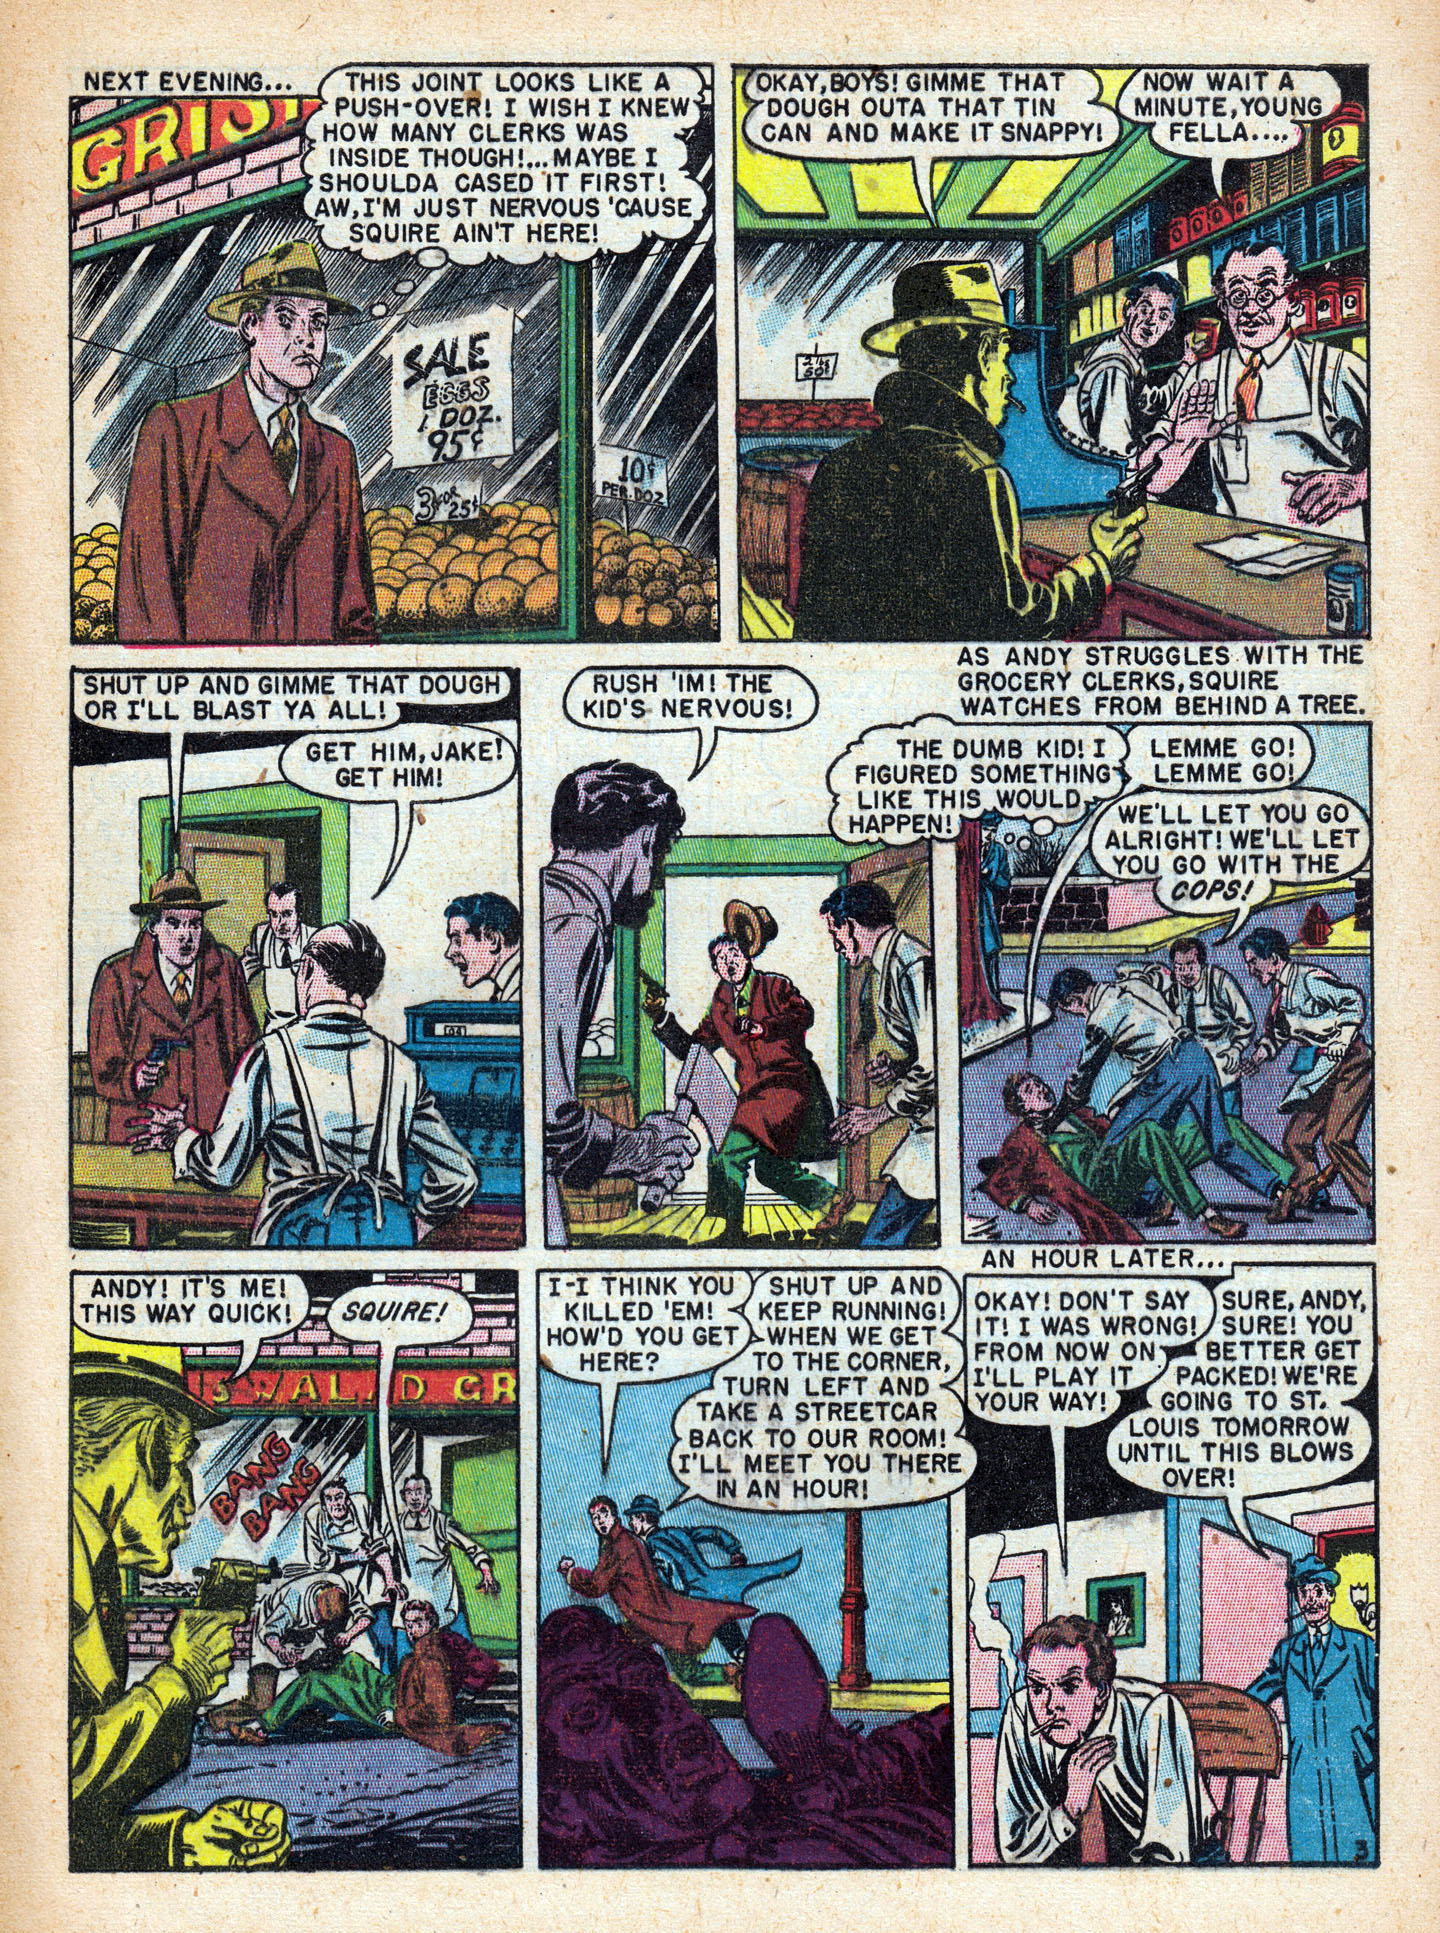 NEXT EVENING...
GRIS
THIS JOINT LOOKS LIKE A
PUSH-OVER! I WISH I KNEW
HOW MANY CLERKS WAS
INSIDE THOUGH!...MAYBE I
SHOULDA CASED IT FIRST!
AW, I'M JUST NERVOUS 'CAUSE
SQUIRE AIN'T HERE!
SALE
EGGS
1 DOZ.
95¢
3 FOR 25¢
10¢
PER. DOZ
OKAY, BOYS! GIMME THAT
DOUGH OUTA THAT TIN
CAN AND MAKE IT SNAPPY!
NOW WAIT A
MINUTE, YOUNG
FELLA....
2 lbs
50¢
SHUT UP AND GIMME THAT DOUGH
OR I'LL BLAST YA ALL!
GET HIM, JAKE!
GET HIM!
RUSH 'IM! THE
KID'S NERVOUS!
AS ANDY STRUGGLES WITH THE
GROCERY CLERKS, SQUIRE
WATCHES FROM BEHIND A TREE.
THE DUMB KID! I
FIGURED SOMETHING
LIKE THIS WOULD
HAPPEN!
LEMME GO!
LEMME GO!
WE'LL LET YOU GO
ALRIGHT! WE'LL LET
YOU GO WITH THE
COPS!
ANDY! IT'S ME!
THIS WAY QUICK!
SQUIRE!
SWALD GR
BANG
BANG
I-I THINK YOU
KILLED 'EM!
HOW'D YOU GET
HERE?
SHUT UP AND
KEEP RUNNING!
WHEN WE GET
TO THE CORNER,
TURN LEFT AND
TAKE A STREETCAR
BACK TO OUR ROOM!
I'LL MEET YOU THERE
IN AN HOUR!
AN HOUR LATER...
OKAY! DON'T SAY
IT! I WAS WRONG!
FROM NOW ON
I'LL PLAY IT
YOUR WAY!
SURE, ANDY,
SURE! YOU
BETTER GET
PACKED! WE'RE
GOING TO ST.
LOUIS TOMORROW
UNTIL THIS BLOWS
OVER!
3